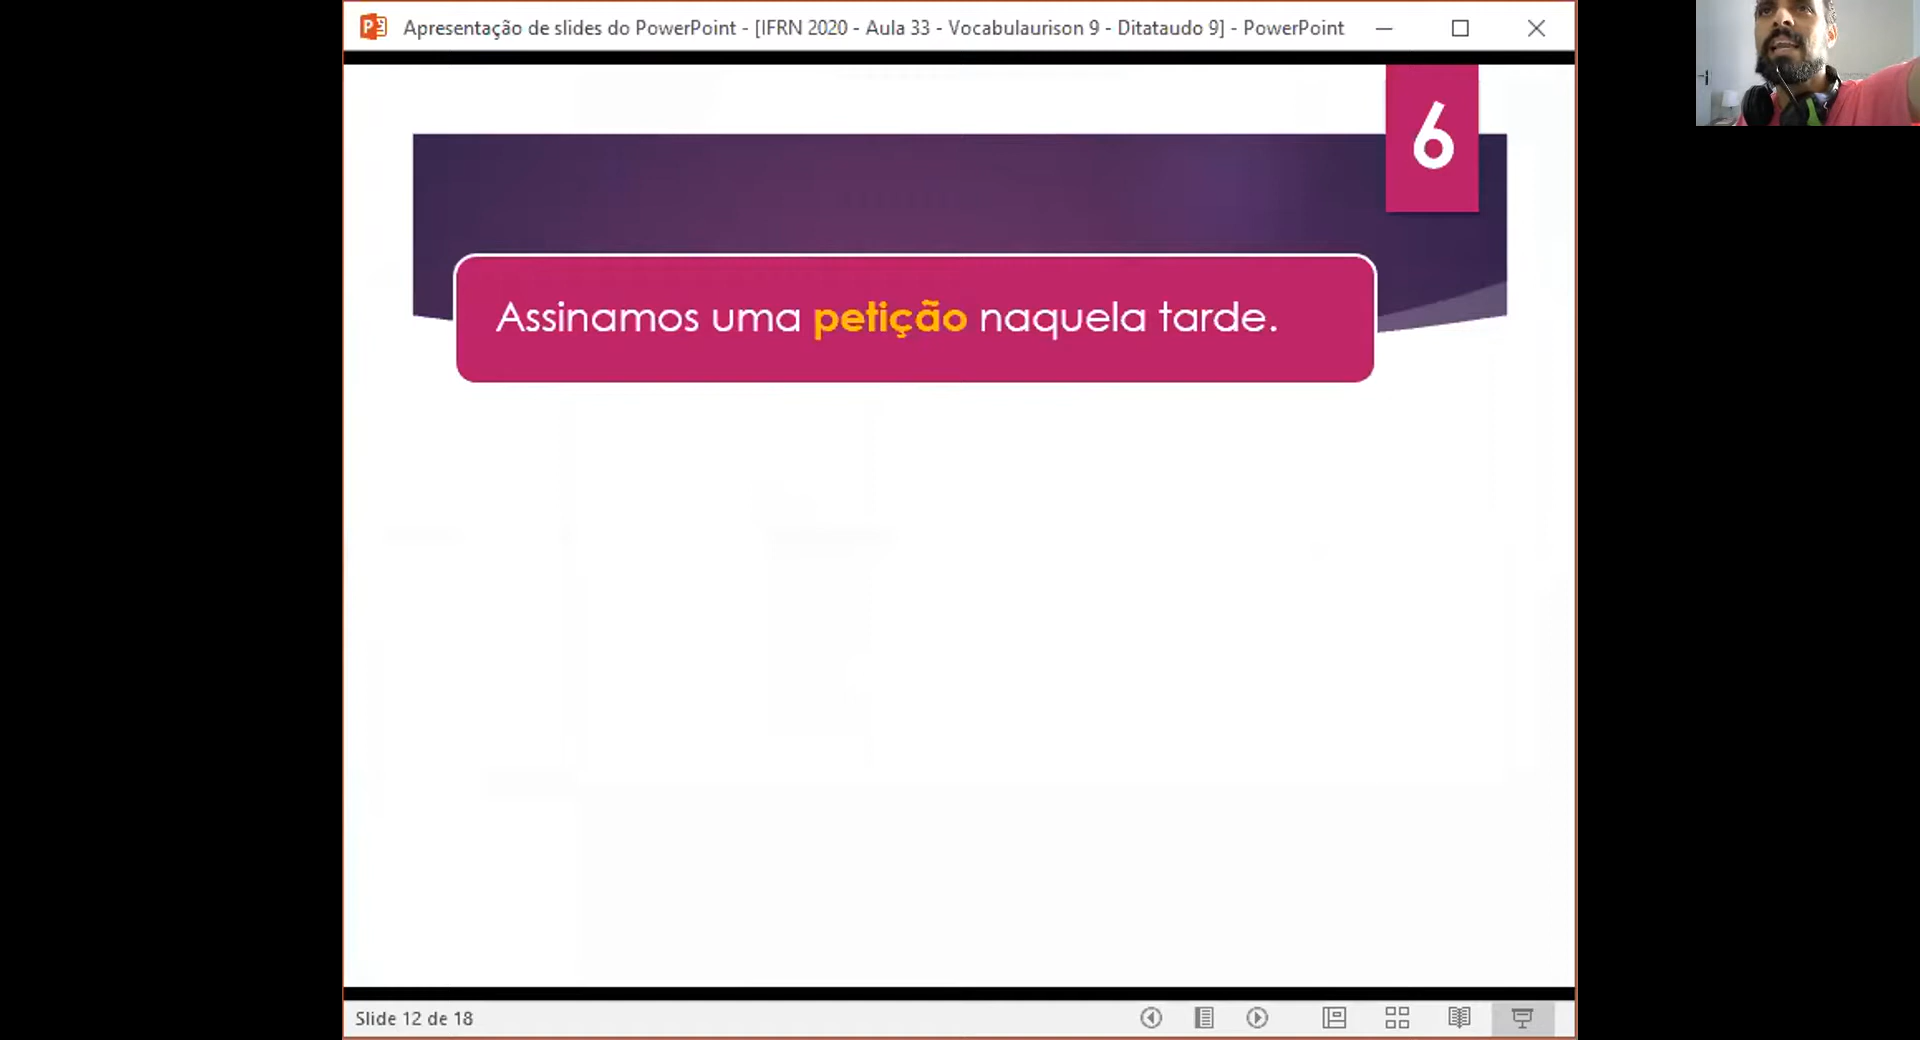 Apresentação de slides do PowerPoint - [IFRN 2020 - Aula 33 - Vocabulaurison 9 - Ditataudo 9] - PowerPoint
6
Assinamos uma petição naquela tarde.
Slide 12 de 18